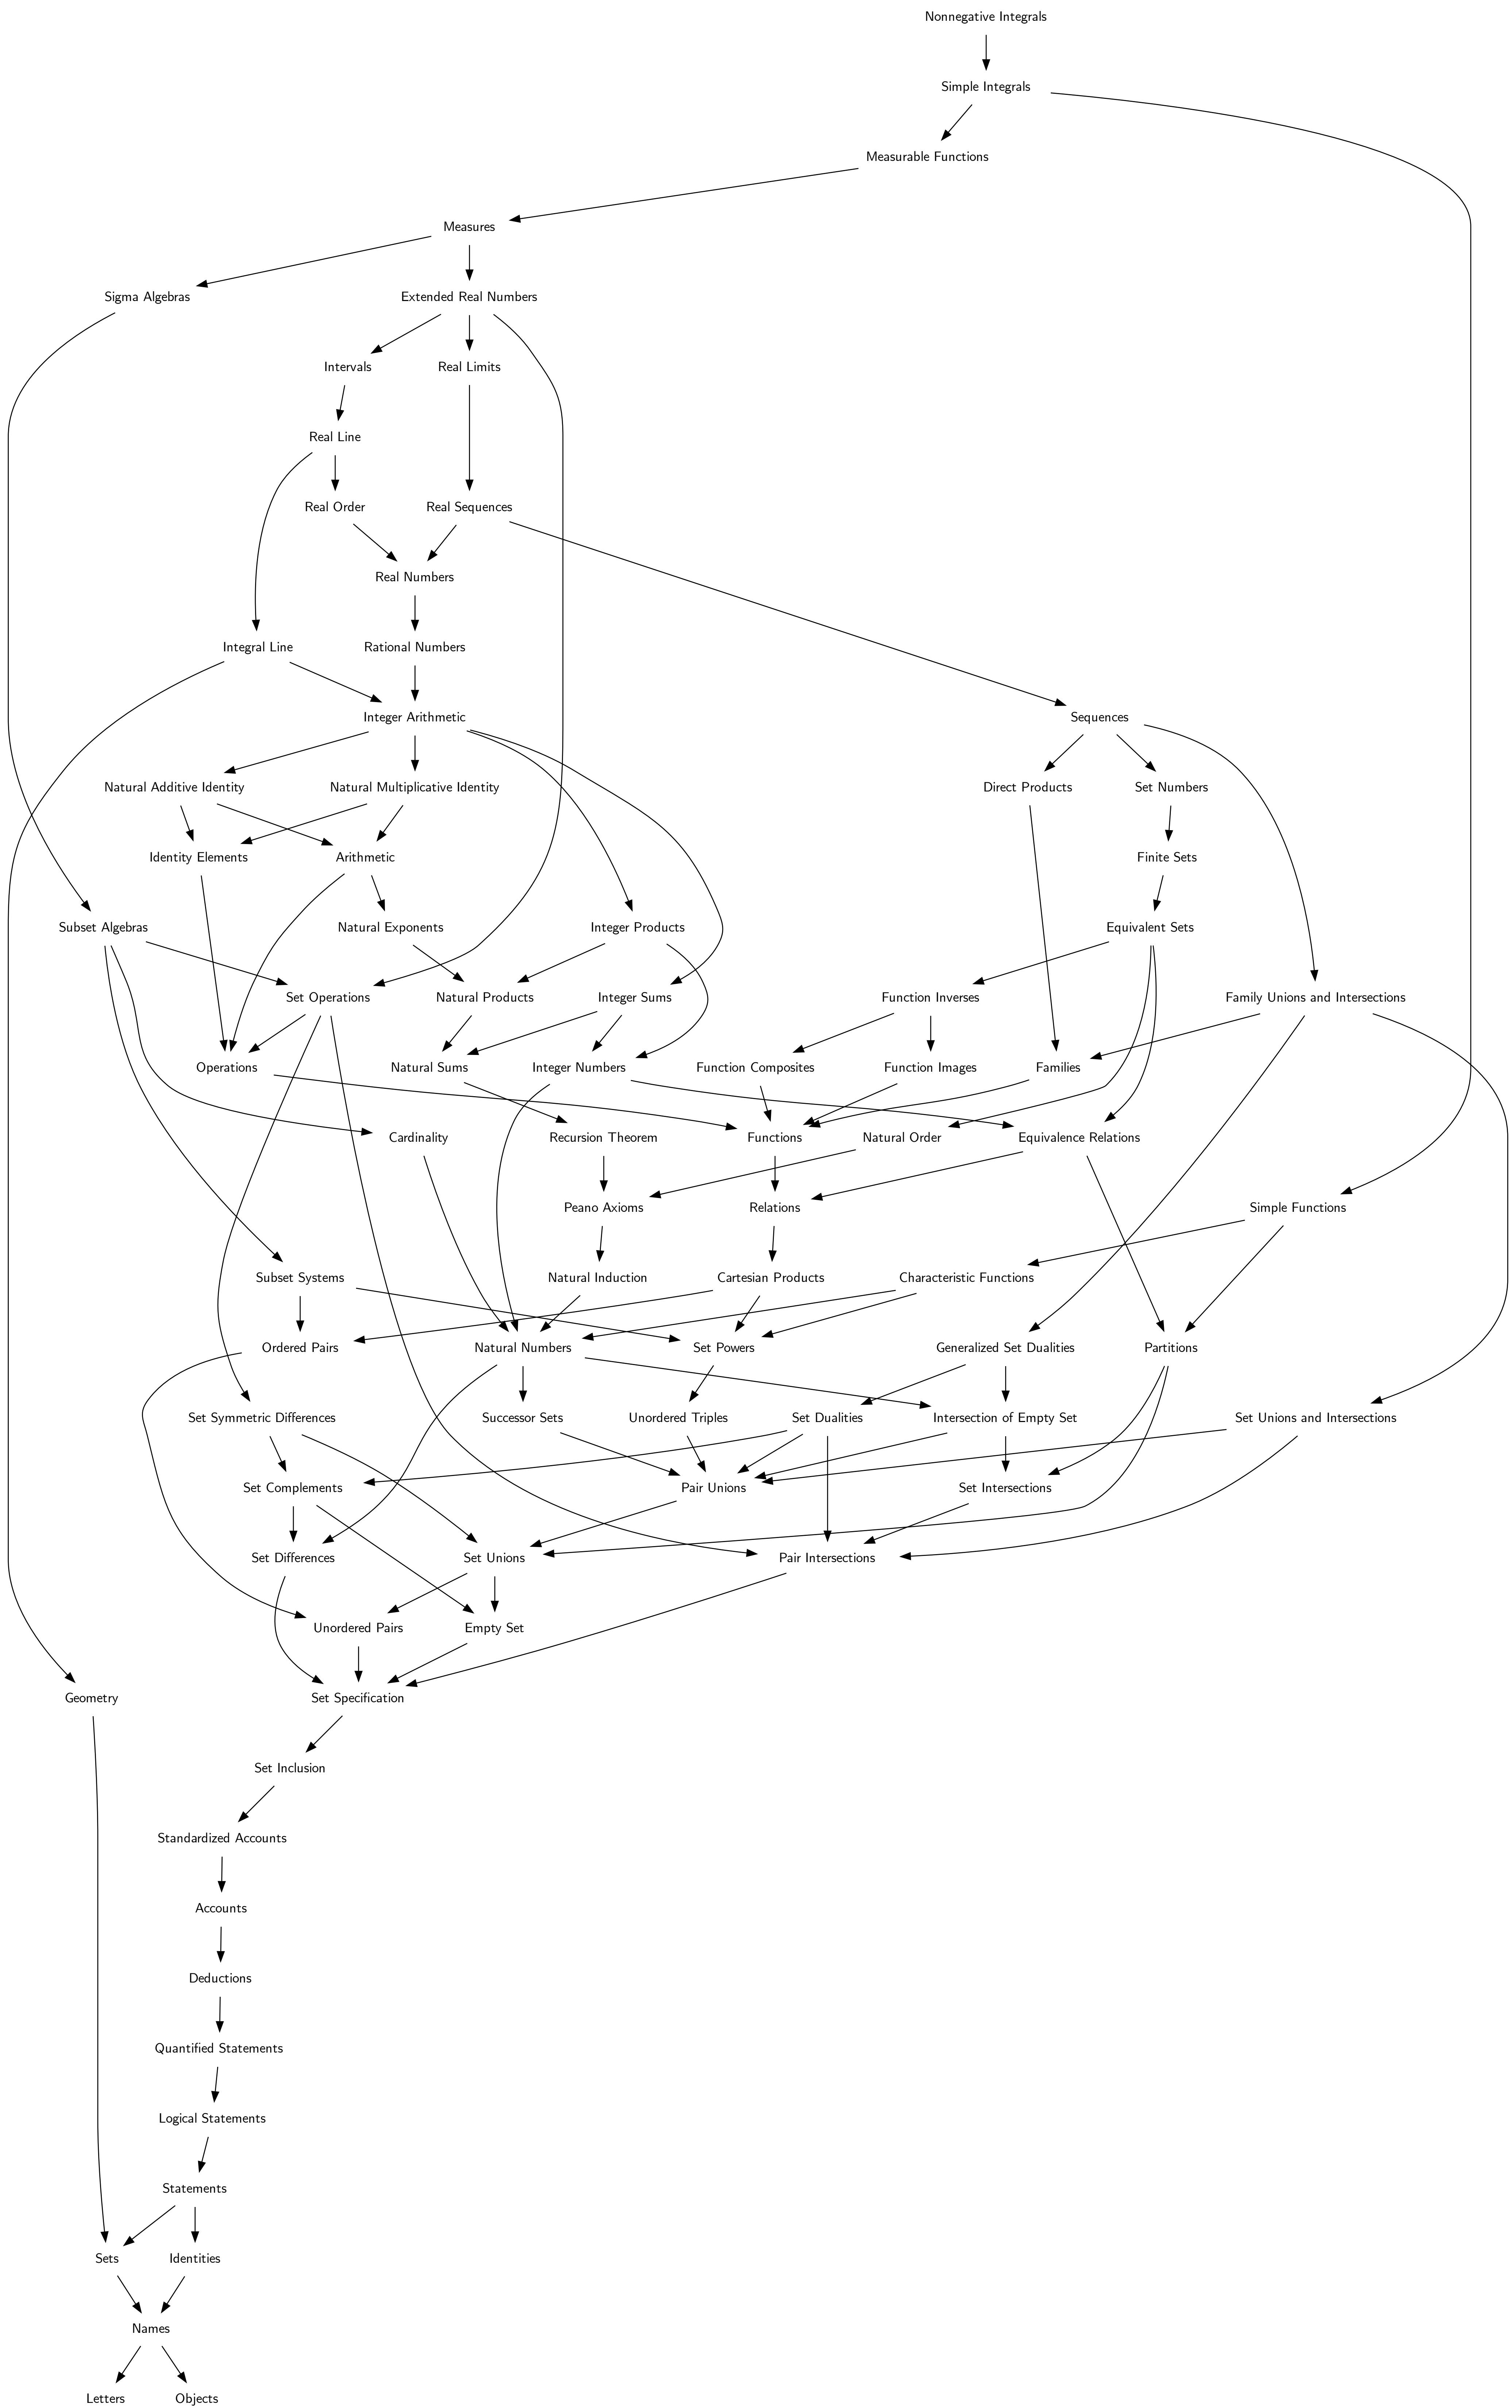 Nonnegative Integrals
Simple Integrals
Measurable Functions
Measures
Sigma Algebras
Extended Real Numbers
Intervals
Real Limits
Real Line
Real Order
Real Sequences
Real Numbers
Integral Line
Rational Numbers
Integer Arithmetic
Sequences
Natural Additive Identity
Natural Multiplicative Identity
Direct Products
Set Numbers
Identity Elements
Arithmetic
Finite Sets
Subset Algebras
Natural Exponents
Integer Products
Equivalent Sets
Set Operations
Natural Products
Integer Sums
Function Inverses
Family Unions and Intersections
Operations
Natural Sums
Integer Numbers
Function Composites
Function Images
Families
Cardinality
Recursion Theorem
Functions
Natural Order
Equivalence Relations
Peano Axioms
Relations
Simple Functions
Subset Systems
Natural Induction
Cartesian Products
Characteristic Functions
Ordered Pairs
Natural Numbers
Set Powers
Generalized Set Dualities
Partitions
Set Symmetric Differences
Successor Sets
Unordered Triples
Set Dualities
Intersection of Empty Set
Set Unions and Intersections
Set Complements
Pair Unions
Set Intersections
Set Differences
Set Unions
Pair Intersections
Unordered Pairs
Empty Set
Geometry
Set Specification
Set Inclusion
Standardized Accounts
Accounts
Deductions
Quantified Statements
Logical Statements
Statements
Sets
Identities
Names
Letters
Objects